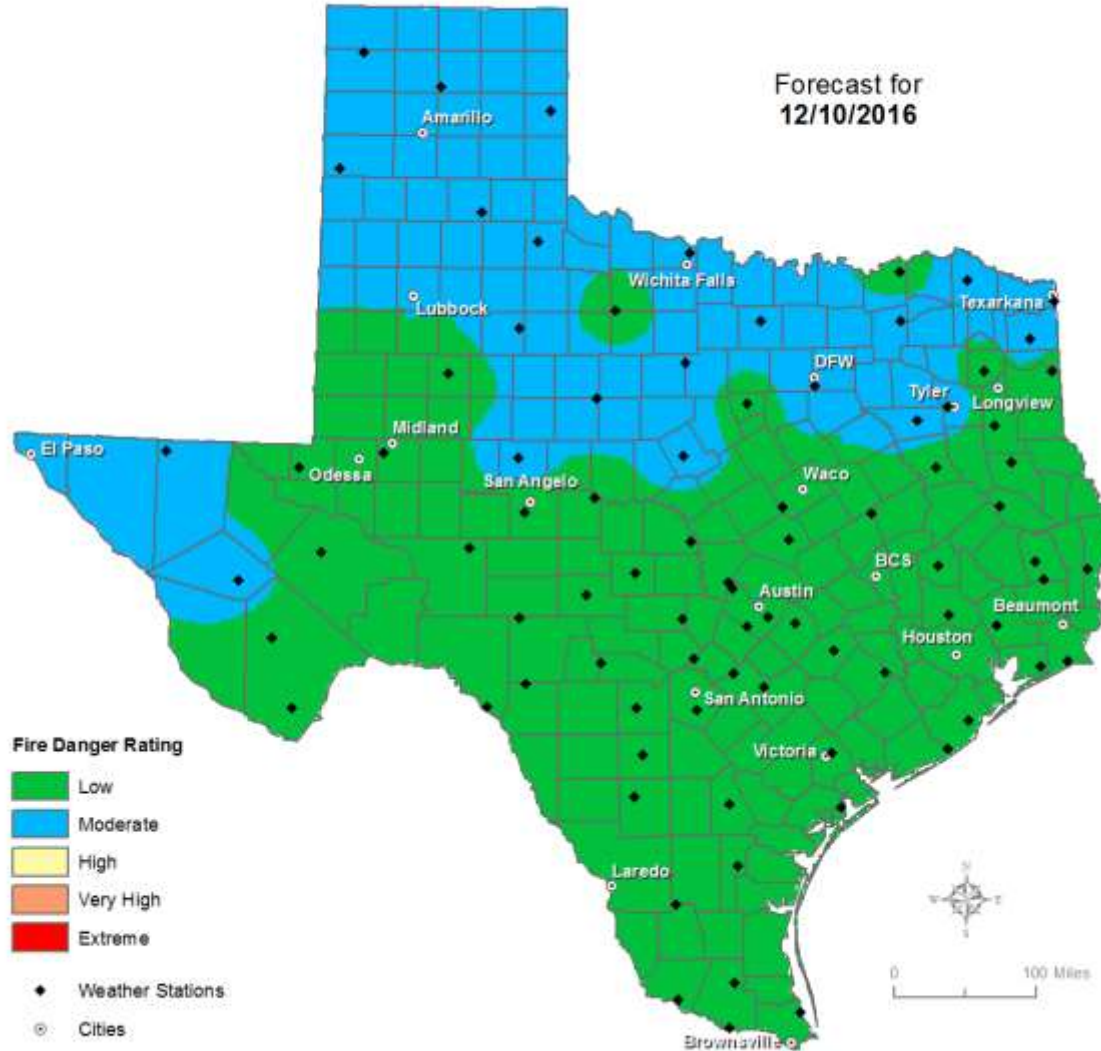 Forecast for
12/10/2016
Amarillo
Wichita Falls
Lubbock
Texarkana
DFW
Tyler
Longview
Midland
El Paso
Odessa
San Angelo
Waco
BCS
Austin
Beaumont
Houston
San Antonio
Victoria
Laredo
Brownsville
Fire Danger Rating
Low
Moderate
High
Very High
Extreme
Weather Stations
Cities
N
W
E
S
0 100 Miles